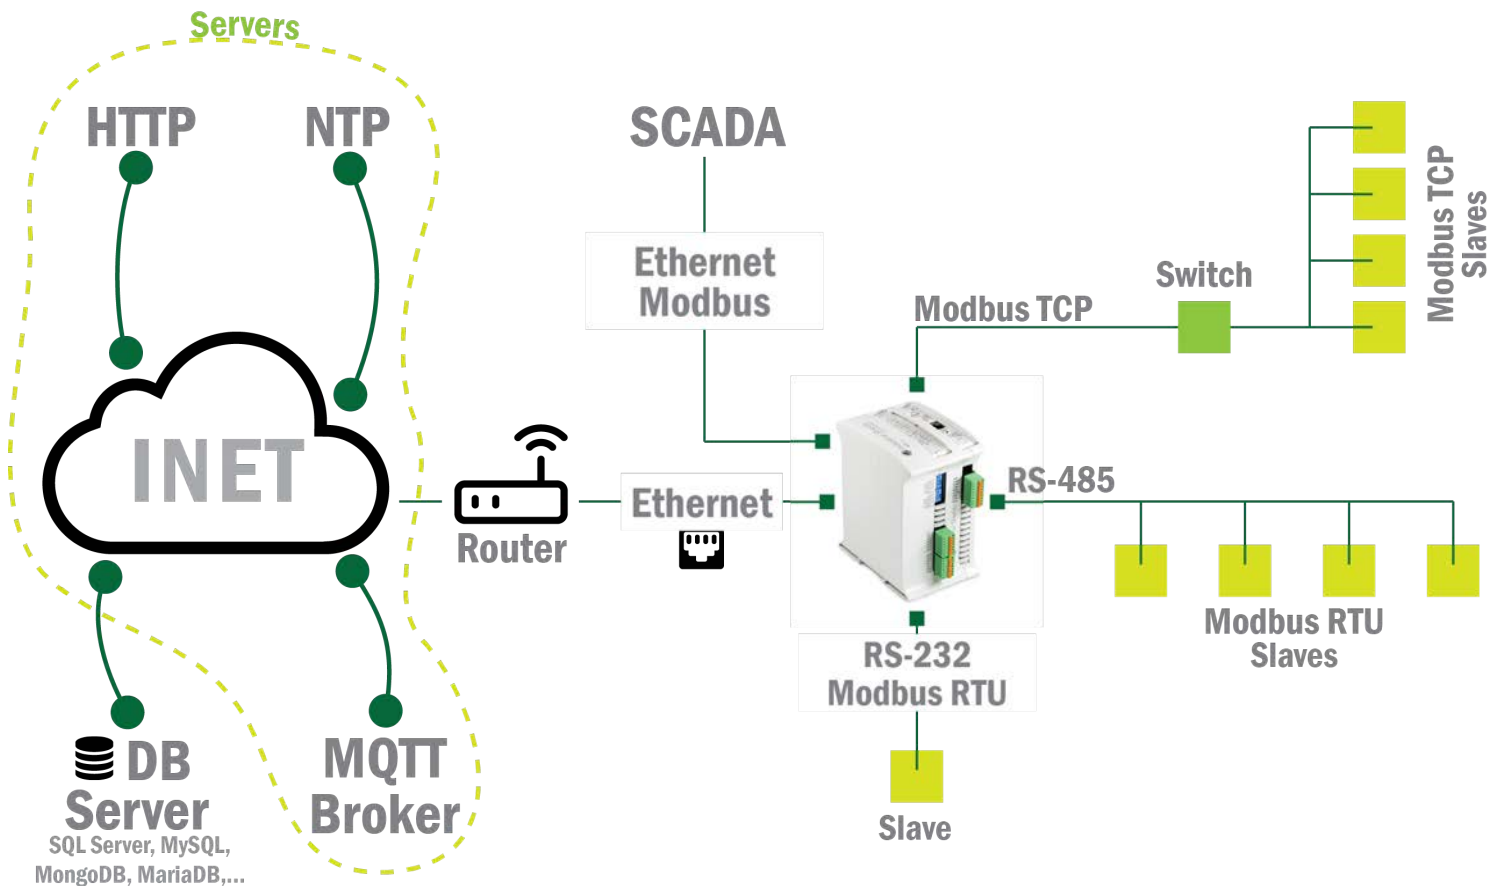 Servers
HTTP
NTP
SCADA
Ethernet
Modbus
Modbus TCP
Switch
Modbus TCP
Slaves
INET
Router
Ethernet
RS-485
Modbus RTU
Slaves
RS-232
Modbus RTU
Slave
DB
Server
SQL Server, MySQL,
MongoDB, MariaDB,...
MQTT
Broker